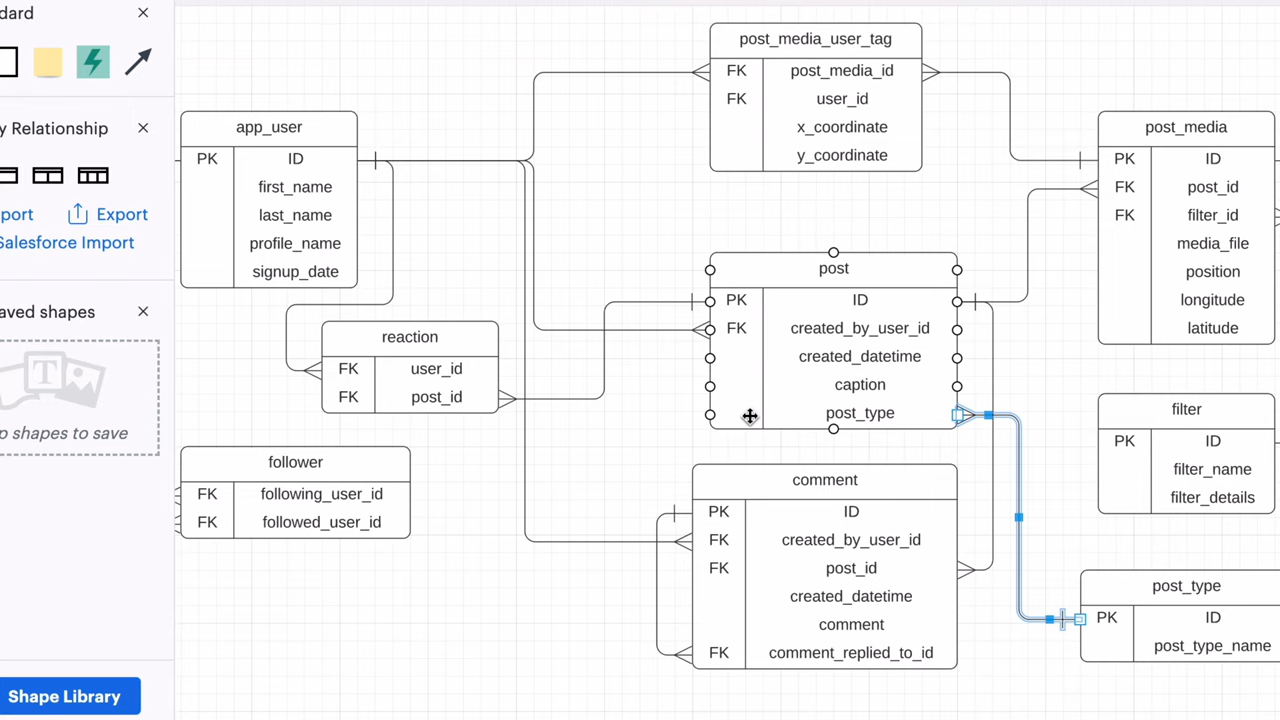 dard
y Relationship
port
Export
Salesforce Import
aved shapes
T
p shapes to save
Shape Library
app_user
PK ID
first_name
last_name
profile_name
signup_date
reaction
FK user_id
FK post_id
follower
FK following_user_id
FK followed_user_id
post_media_user_tag
FK post_media_id
FK user_id
x_coordinate
y_coordinate
post
PK ID
FK created_by_user_id
created_datetime
caption
post_type
comment
PK ID
FK created_by_user_id
FK post_id
created_datetime
comment
FK comment_replied_to_id
post_media
PK ID
FK post_id
FK filter_id
media_file
position
longitude
latitude
filter
PK ID
filter_name
filter_details
post_type
PK ID
post_type_name